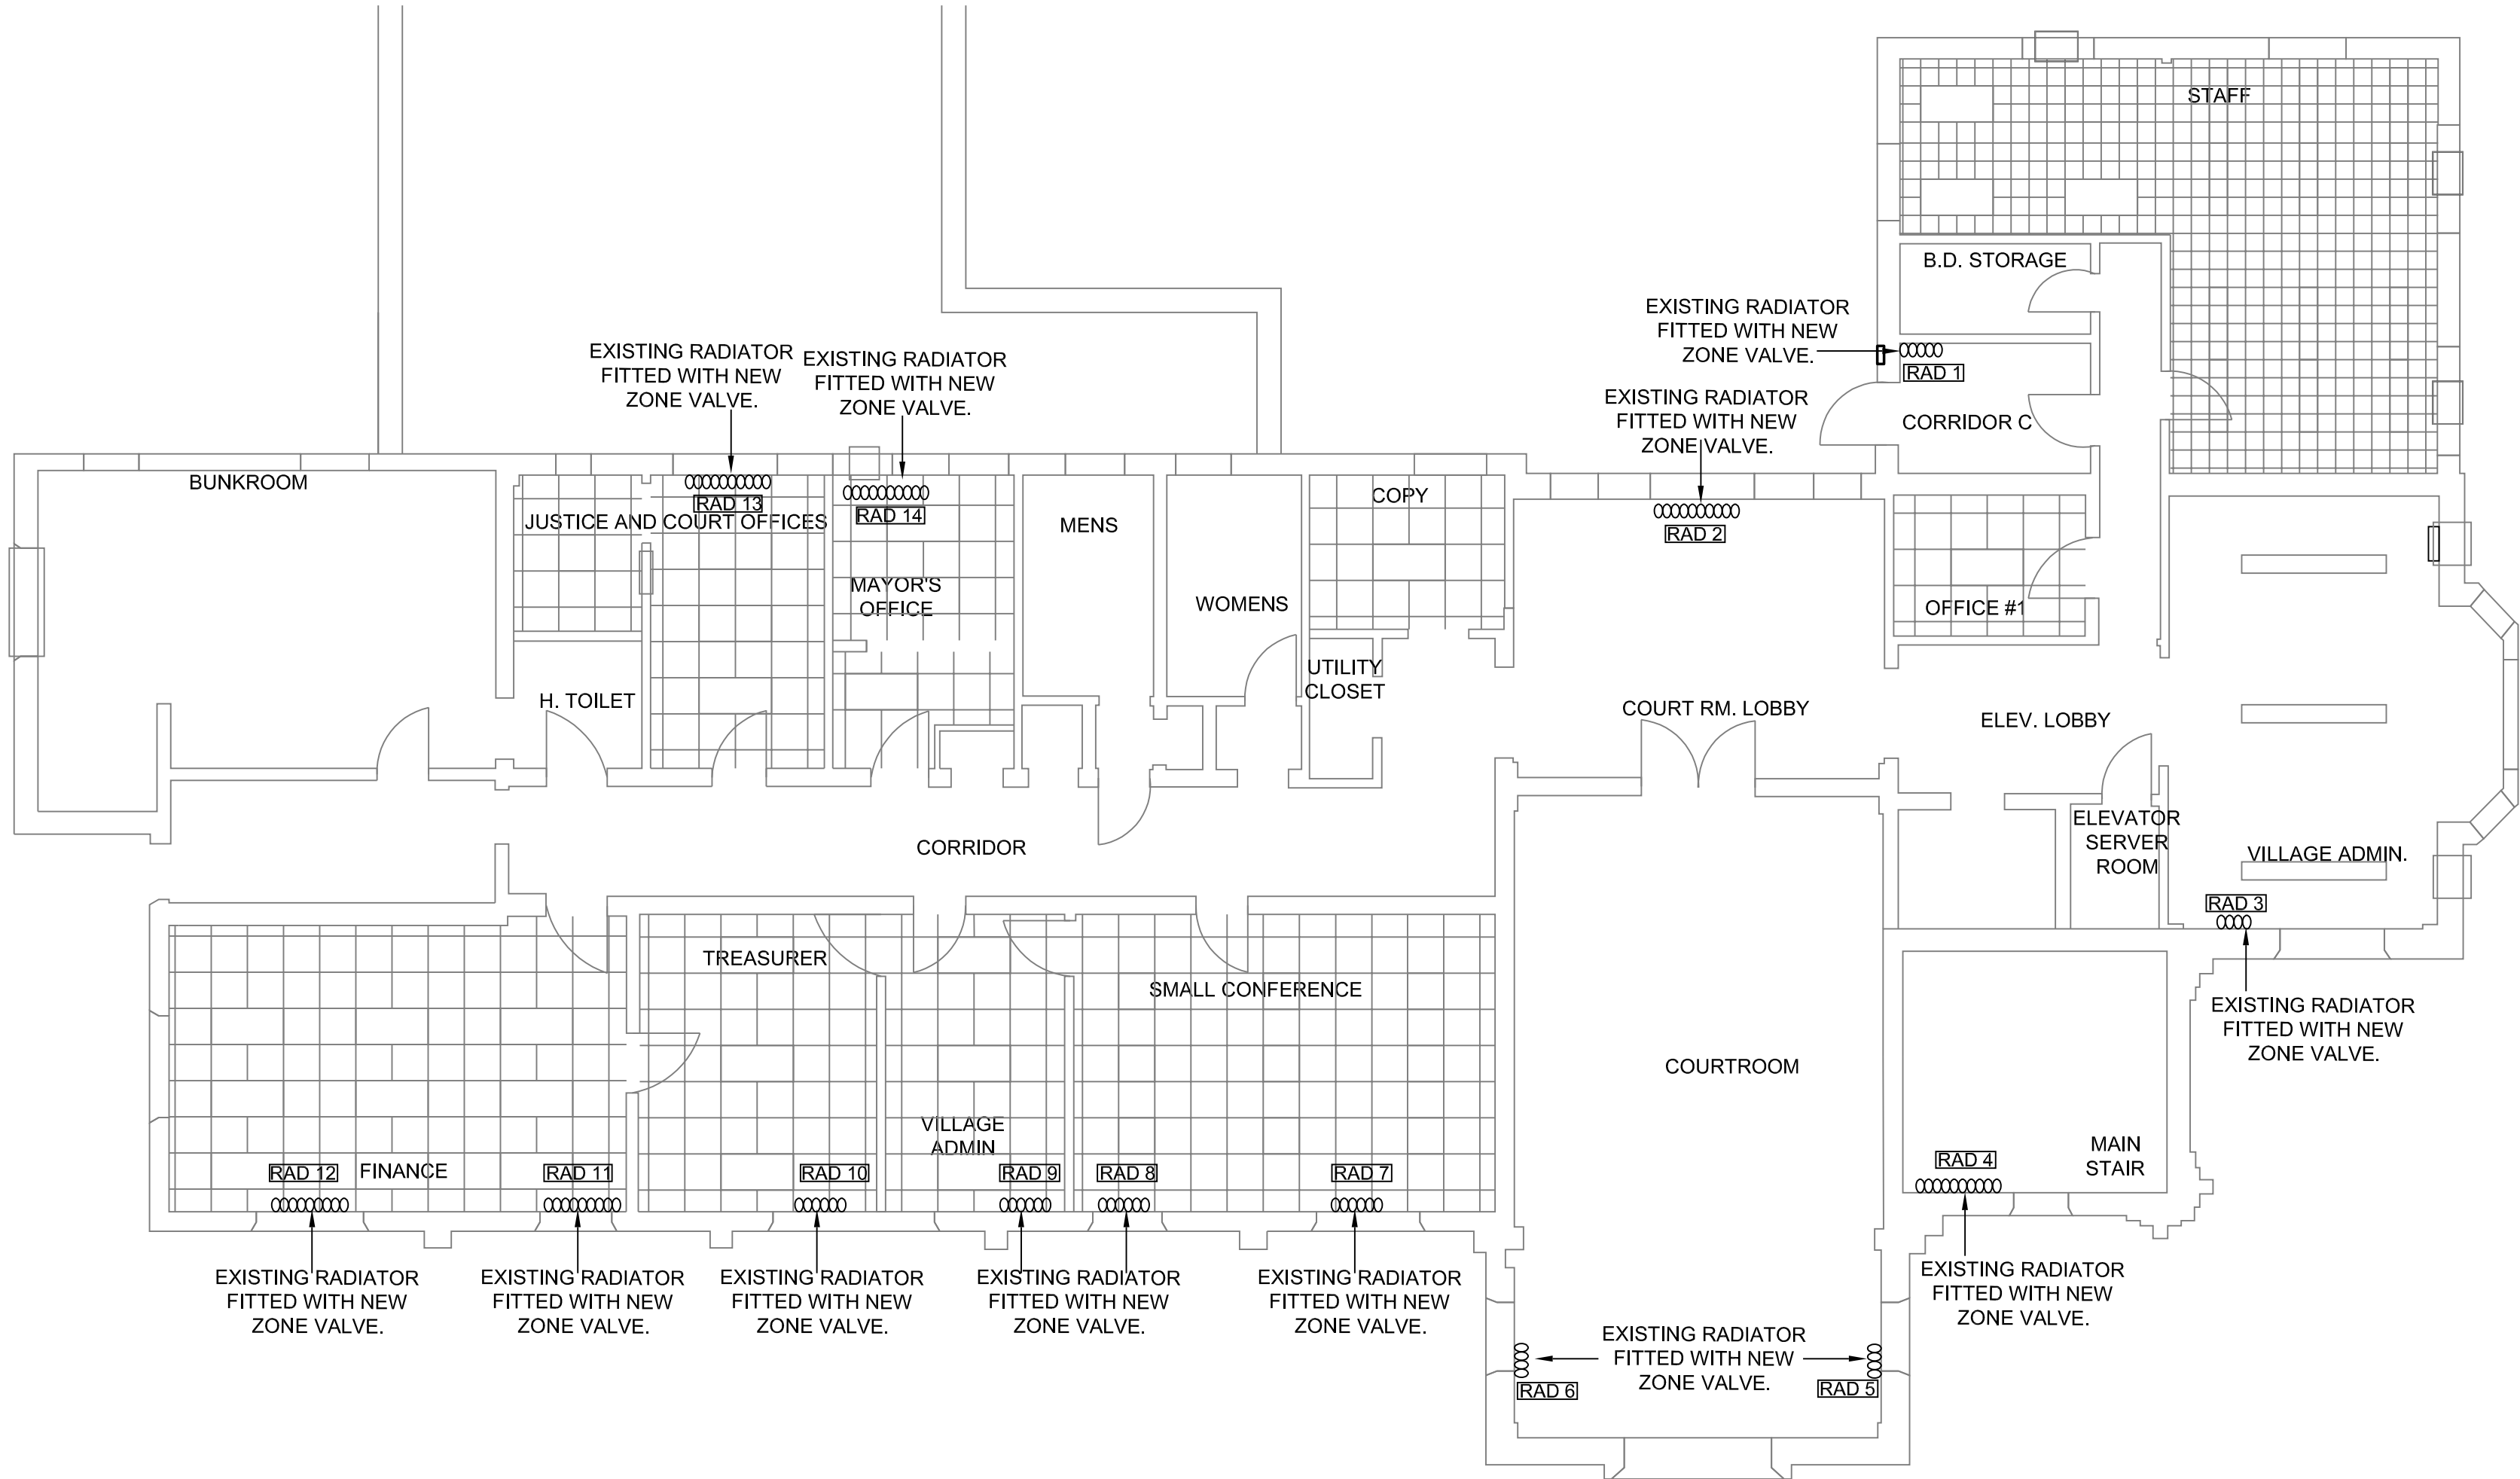 STAFF
B.D. STORAGE
EXISTING RADIATOR
FITTED WITH NEW
ZONE VALVE.
RAD 1
EXISTING RADIATOR
FITTED WITH NEW
ZONE VALVE.
EXISTING RADIATOR
FITTED WITH NEW
ZONE VALVE.
EXISTING RADIATOR
FITTED WITH NEW
ZONE VALVE.
CORRIDOR C
BUNKROOM
RAD 13
JUSTICE AND COURT OFFICES
RAD 14
COPY
MENS
RAD 2
MAYOR'S
OFFICE
WOMENS
OFFICE #1
UTILITY
CLOSET
H. TOILET
COURT RM. LOBBY
ELEV. LOBBY
CORRIDOR
ELEVATOR
SERVER
ROOM
VILLAGE ADMIN.
RAD 3
TREASURER
SMALL CONFERENCE
EXISTING RADIATOR
FITTED WITH NEW
ZONE VALVE.
COURTROOM
VILLAGE
ADMIN
MAIN
STAIR
RAD 12
FINANCE
RAD 11
RAD 10
RAD 9
RAD 8
RAD 7
RAD 4
EXISTING RADIATOR
FITTED WITH NEW
ZONE VALVE.
EXISTING RADIATOR
FITTED WITH NEW
ZONE VALVE.
EXISTING RADIATOR
FITTED WITH NEW
ZONE VALVE.
EXISTING RADIATOR
FITTED WITH NEW
ZONE VALVE.
EXISTING RADIATOR
FITTED WITH NEW
ZONE VALVE.
EXISTING RADIATOR
FITTED WITH NEW
ZONE VALVE.
EXISTING RADIATOR
FITTED WITH NEW
ZONE VALVE.
RAD 6
RAD 5